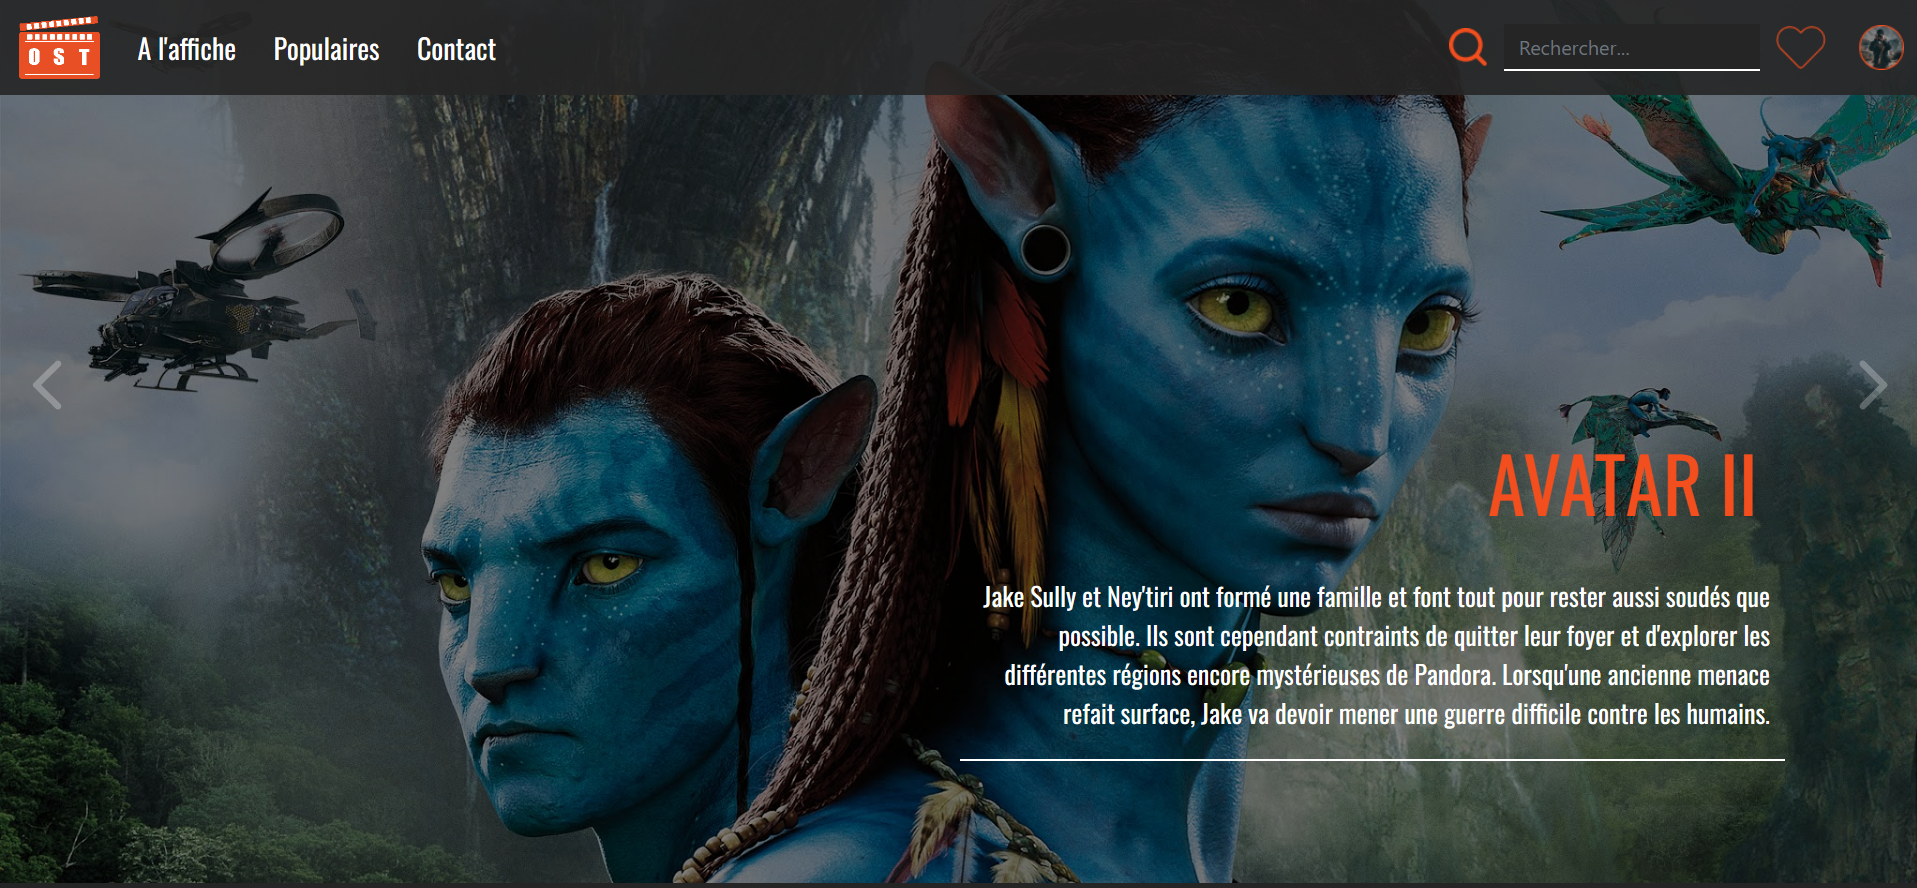 OST
A l'affiche
Populaires
Contact
Rechercher...
AVATAR II
Jake Sully et Ney'tiri ont formé une famille et font tout pour rester aussi soudés que
possible. Ils sont cependant contraints de quitter leur foyer et d'explorer les
différentes régions encore mystérieuses de Pandora. Lorsqu'une ancienne menace
refait surface, Jake va devoir mener une guerre difficile contre les humains.